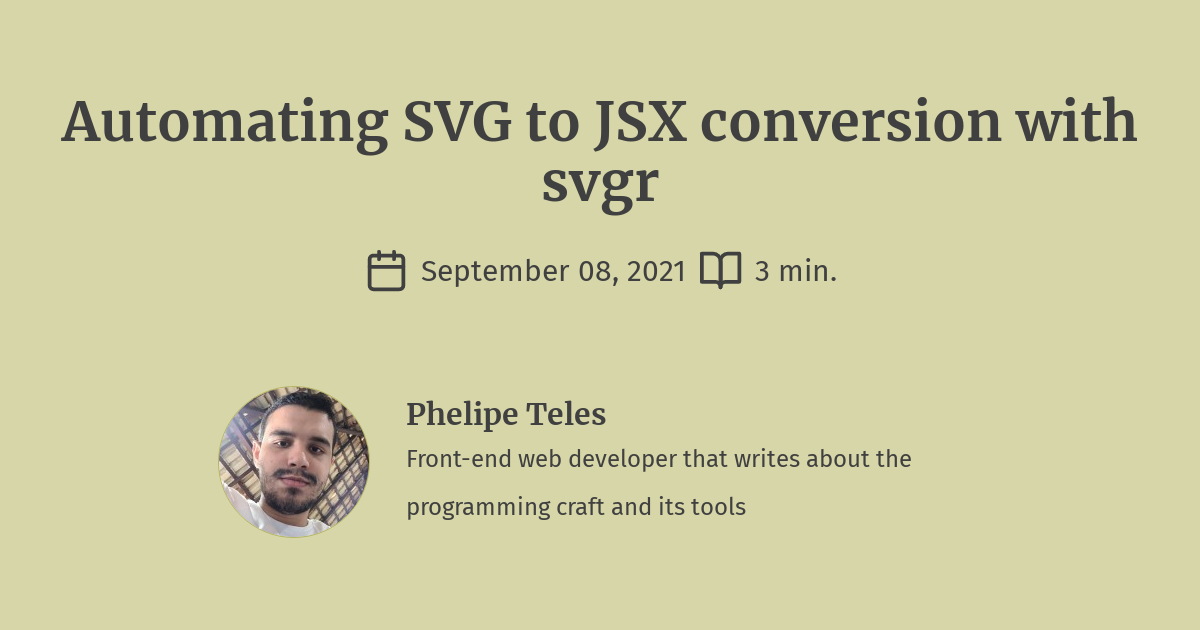 Automating SVG to JSX conversion with
svgr
September 08, 2021 3 min.
Phelipe Teles
Front-end web developer that writes about the
programming craft and its tools